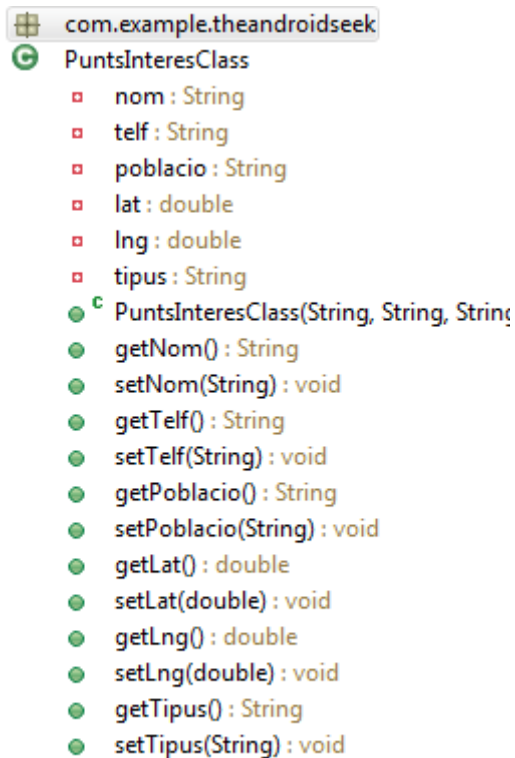 com.example.theandroidseek
C PuntsInteresClass
nom : String
telf : String
poblacio : String
lat : double
lng : double
tipus : String
C PuntsInteresClass(String, String, String
getNom() : String
setNom(String) : void
getTelf() : String
setTelf(String) : void
getPoblacio() : String
setPoblacio(String) : void
getLat() : double
setLat(double) : void
getLng() : double
setLng(double) : void
getTipus() : String
setTipus(String) : void